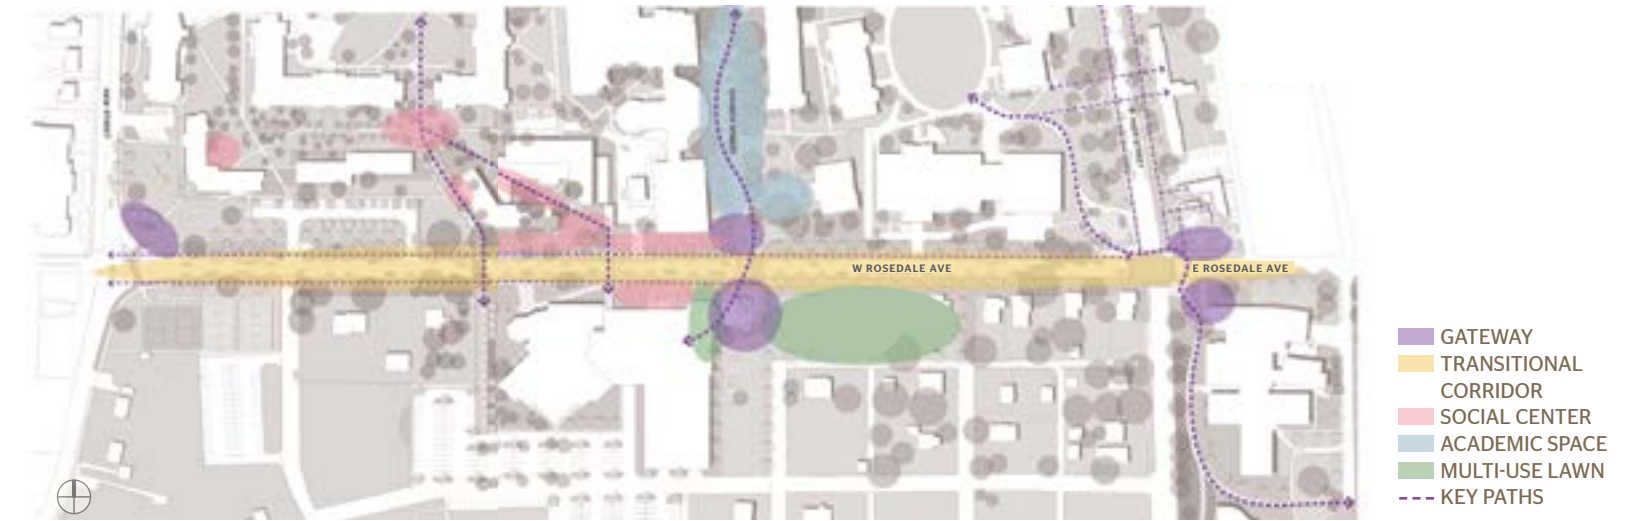 W ROSEDALE AVE
E ROSEDALE AVE
GATEWAY
TRANSITIONAL
CORRIDOR
SOCIAL CENTER
ACADEMIC SPACE
MULTI-USE LAWN
KEY PATHS